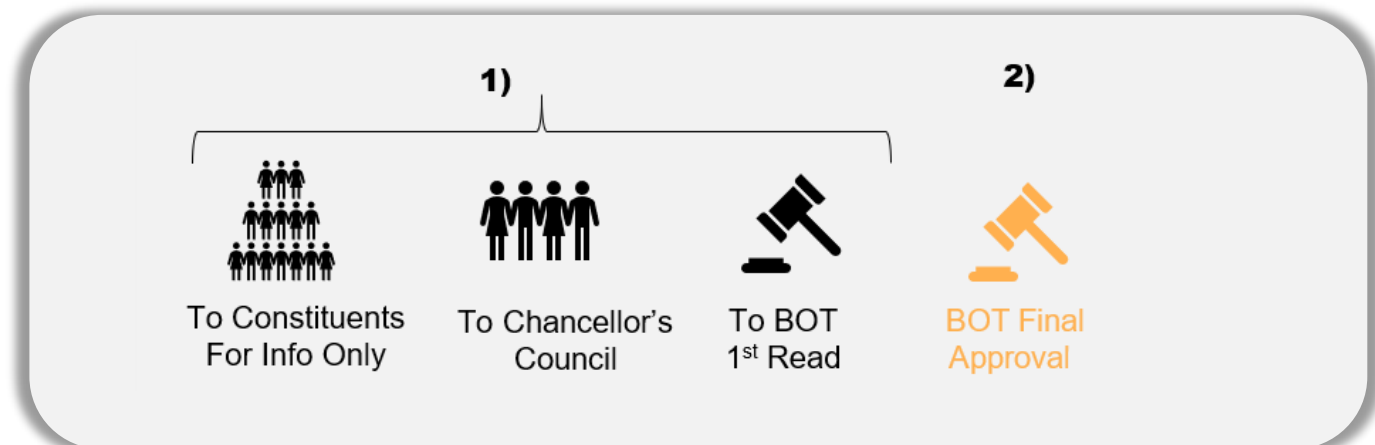 1)
2)
To Constituents
For Info Only
To Chancellor’s
Council
To BOT
1st Read
BOT Final
Approval